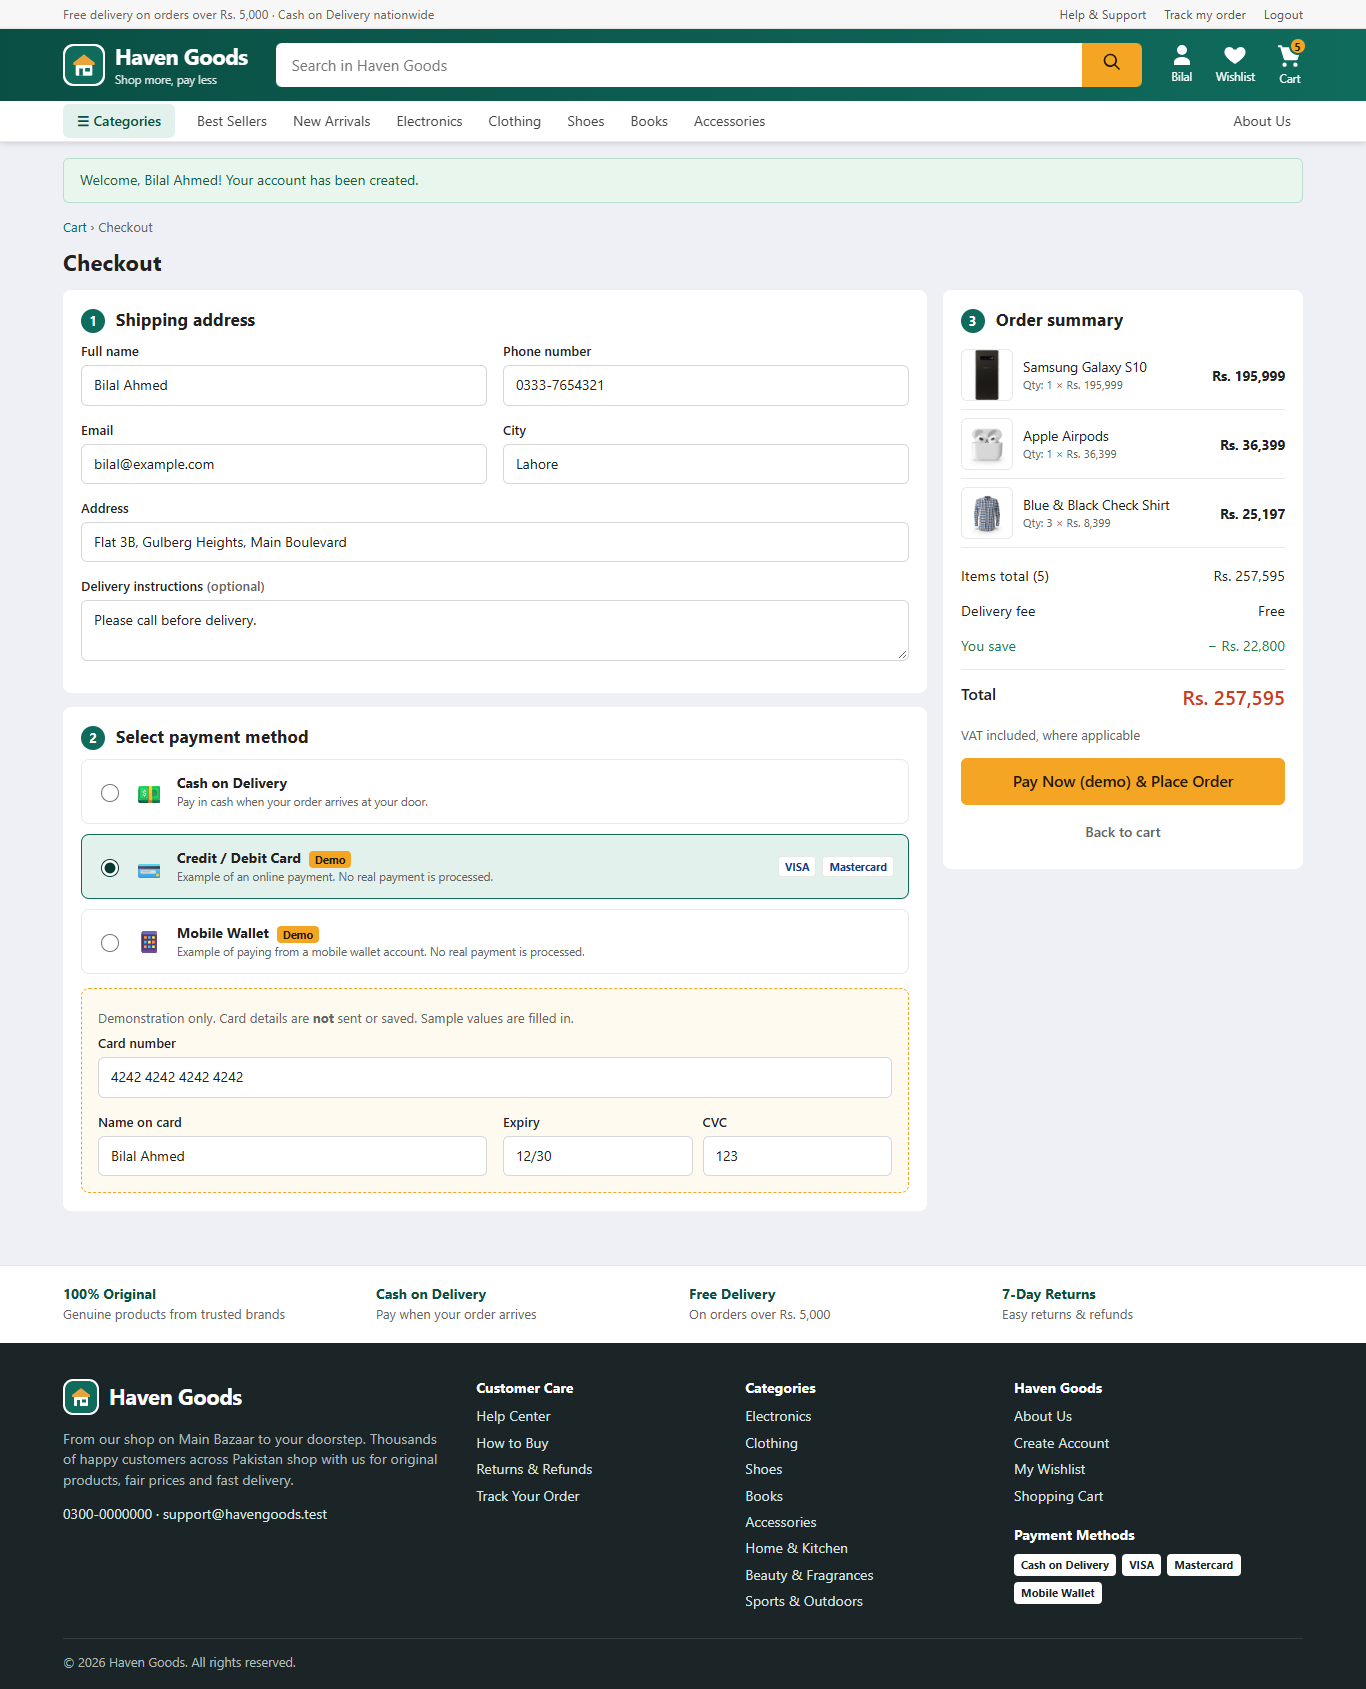 Free delivery on orders over Rs. 5,000 · Cash on Delivery nationwide
Help & Support Track my order Logout
Haven Goods
Shop more, pay less
Search in Haven Goods
Bilal
Wishlist
5
Cart
☰ Categories
Best Sellers New Arrivals Electronics Clothing Shoes Books Accessories About Us
Welcome, Bilal Ahmed! Your account has been created.
Cart › Checkout
Checkout
1 Shipping address
Full name
Bilal Ahmed
Phone number
0333-7654321
Email
bilal@example.com
City
Lahore
Address
Flat 3B, Gulberg Heights, Main Boulevard
Delivery instructions (optional)
Please call before delivery.
2 Select payment method
Cash on Delivery
Pay in cash when your order arrives at your door.
Credit / Debit Card Demo
Example of an online payment. No real payment is processed.
VISA Mastercard
Mobile Wallet Demo
Example of paying from a mobile wallet account. No real payment is processed.
Demonstration only. Card details are not sent or saved. Sample values are filled in.
Card number
4242 4242 4242 4242
Name on card
Bilal Ahmed
Expiry
12/30
CVC
123
3 Order summary
Samsung Galaxy S10
Qty: 1 × Rs. 195,999
Rs. 195,999
Apple Airpods
Qty: 1 × Rs. 36,399
Rs. 36,399
Blue & Black Check Shirt
Qty: 3 × Rs. 8,399
Rs. 25,197
Items total (5) Rs. 257,595
Delivery fee Free
You save − Rs. 22,800
Total Rs. 257,595
VAT included, where applicable
Pay Now (demo) & Place Order
Back to cart
100% Original
Genuine products from trusted brands
Cash on Delivery
Pay when your order arrives
Free Delivery
On orders over Rs. 5,000
7-Day Returns
Easy returns & refunds
Haven Goods
From our shop on Main Bazaar to your doorstep. Thousands
of happy customers across Pakistan shop with us for original
products, fair prices and fast delivery.
0300-0000000 · support@havengoods.test
Customer Care
Help Center
How to Buy
Returns & Refunds
Track Your Order
Categories
Electronics
Clothing
Shoes
Books
Accessories
Home & Kitchen
Beauty & Fragrances
Sports & Outdoors
Haven Goods
About Us
Create Account
My Wishlist
Shopping Cart
Payment Methods
Cash on Delivery VISA Mastercard
Mobile Wallet
© 2026 Haven Goods. All rights reserved.